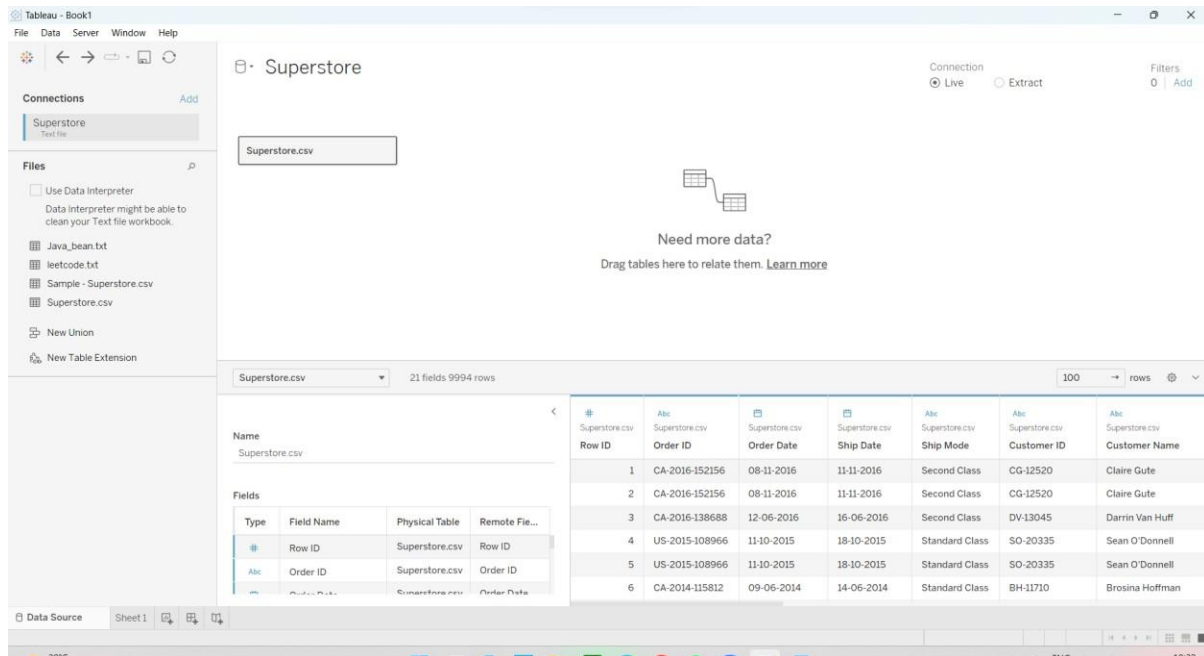 Tableau - Book1
File Data Server Window Help
Connections Add
Superstore
Text file
Files
Use Data Interpreter
Data Interpreter might be able to
clean your Text file workbook.
Java_bean.txt
leetcode.txt
Sample - Superstore.csv
Superstore.csv
New Union
New Table Extension
Superstore
Connection
Live Extract
Filters
0 Add
Superstore.csv
Need more data?
Drag tables here to relate them. Learn more
Superstore.csv 21 fields 9994 rows 100 rows
Name
Superstore.csv
Fields
Type Field Name Physical Table Remote Fie...
# Row ID Superstore.csv Row ID
Abc Order ID Superstore.csv Order ID
Order Date Superstore.csv Order Date
# Abc Abc Abc Abc
Superstore.csv Superstore.csv Superstore.csv Superstore.csv Superstore.csv Superstore.csv Superstore.csv
Row ID Order ID Order Date Ship Date Ship Mode Customer ID Customer Name
1 CA-2016-152156 08-11-2016 11-11-2016 Second Class CG-12520 Claire Gute
2 CA-2016-152156 08-11-2016 11-11-2016 Second Class CG-12520 Claire Gute
3 CA-2016-138688 12-06-2016 16-06-2016 Second Class DV-13045 Darrin Van Huff
4 US-2015-108966 11-10-2015 18-10-2015 Standard Class SO-20335 Sean O'Donnell
5 US-2015-108966 11-10-2015 18-10-2015 Standard Class SO-20335 Sean O'Donnell
6 CA-2014-115812 09-06-2014 14-06-2014 Standard Class BH-11710 Brosina Hoffman
Data Source Sheet 1